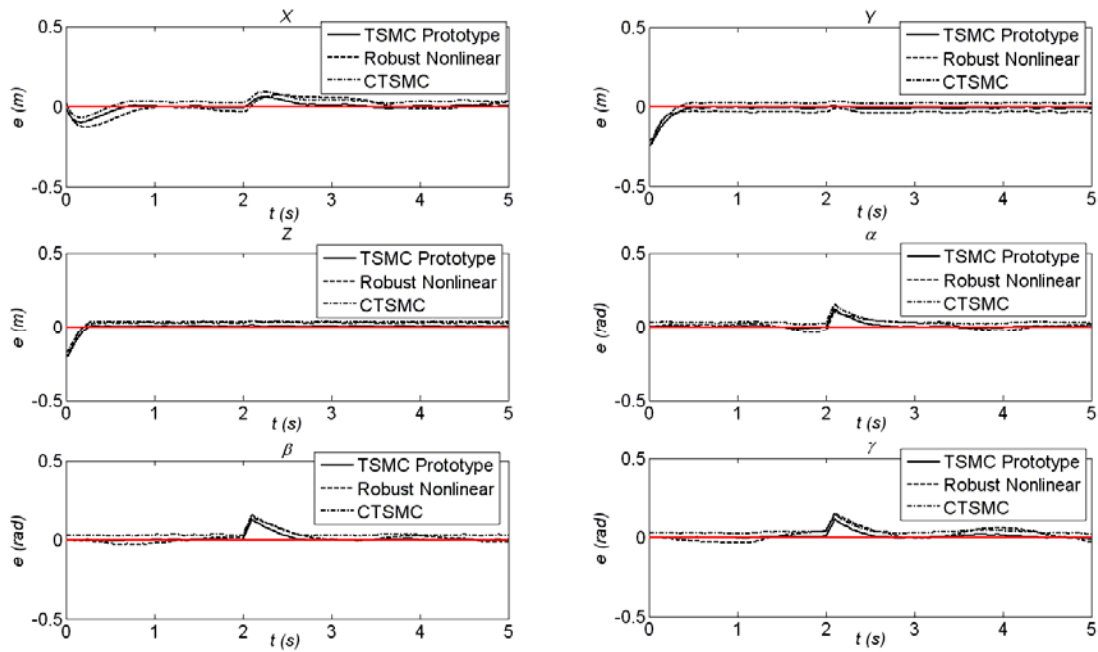 X
0.5
0
-0.5
e (m)
TSMC Prototype
Robust Nonlinear
CTSMC
0 1 2 3 4 5
t (s)
Y
0.5
0
-0.5
e (m)
TSMC Prototype
Robust Nonlinear
CTSMC
0 1 2 3 4 5
t (s)
Z
0.5
0
-0.5
e (m)
TSMC Prototype
Robust Nonlinear
CTSMC
0 1 2 3 4 5
t (s)
α
0.5
0
-0.5
e (rad)
TSMC Prototype
Robust Nonlinear
CTSMC
0 1 2 3 4 5
t (s)
β
0.5
0
-0.5
e (rad)
TSMC Prototype
Robust Nonlinear
CTSMC
0 1 2 3 4 5
t (s)
γ
0.5
0
-0.5
e (rad)
TSMC Prototype
Robust Nonlinear
CTSMC
0 1 2 3 4 5
t (s)